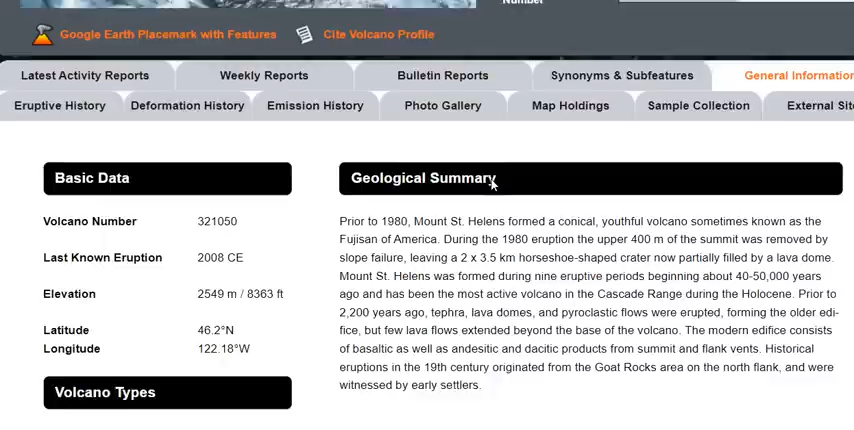 Number
Google Earth Placemark with Features Cite Volcano Profile
Latest Activity Reports Weekly Reports Bulletin Reports Synonyms & Subfeatures General Information
Eruptive History Deformation History Emission History Photo Gallery Map Holdings Sample Collection External Sit
Basic Data
Volcano Number 321050
Last Known Eruption 2008 CE
Elevation 2549 m / 8363 ft
Latitude 46.2°N
Longitude 122.18°W
Volcano Types
Geological Summary
Prior to 1980, Mount St. Helens formed a conical, youthful volcano sometimes known as the
Fujisan of America. During the 1980 eruption the upper 400 m of the summit was removed by
slope failure, leaving a 2 x 3.5 km horseshoe-shaped crater now partially filled by a lava dome.
Mount St. Helens was formed during nine eruptive periods beginning about 40-50,000 years
ago and has been the most active volcano in the Cascade Range during the Holocene. Prior to
2,200 years ago, tephra, lava domes, and pyroclastic flows were erupted, forming the older edi-
fice, but few lava flows extended beyond the base of the volcano. The modern edifice consists
of basaltic as well as andesitic and dacitic products from summit and flank vents. Historical
eruptions in the 19th century originated from the Goat Rocks area on the north flank, and were
witnessed by early settlers.